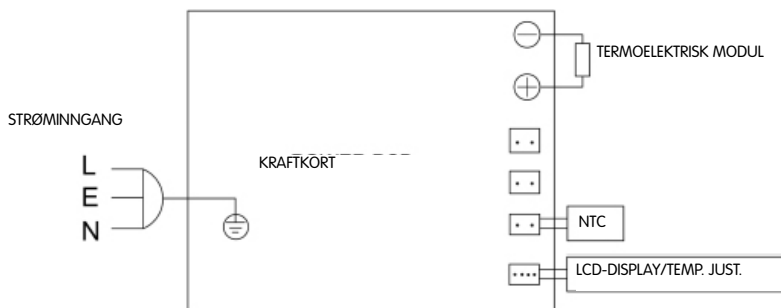 TERMOELEKTRISK MODUL
STRØMINNGANG
L
E
N
KRAFTKORT
NTC
LCD-DISPLAY/TEMP. JUST.